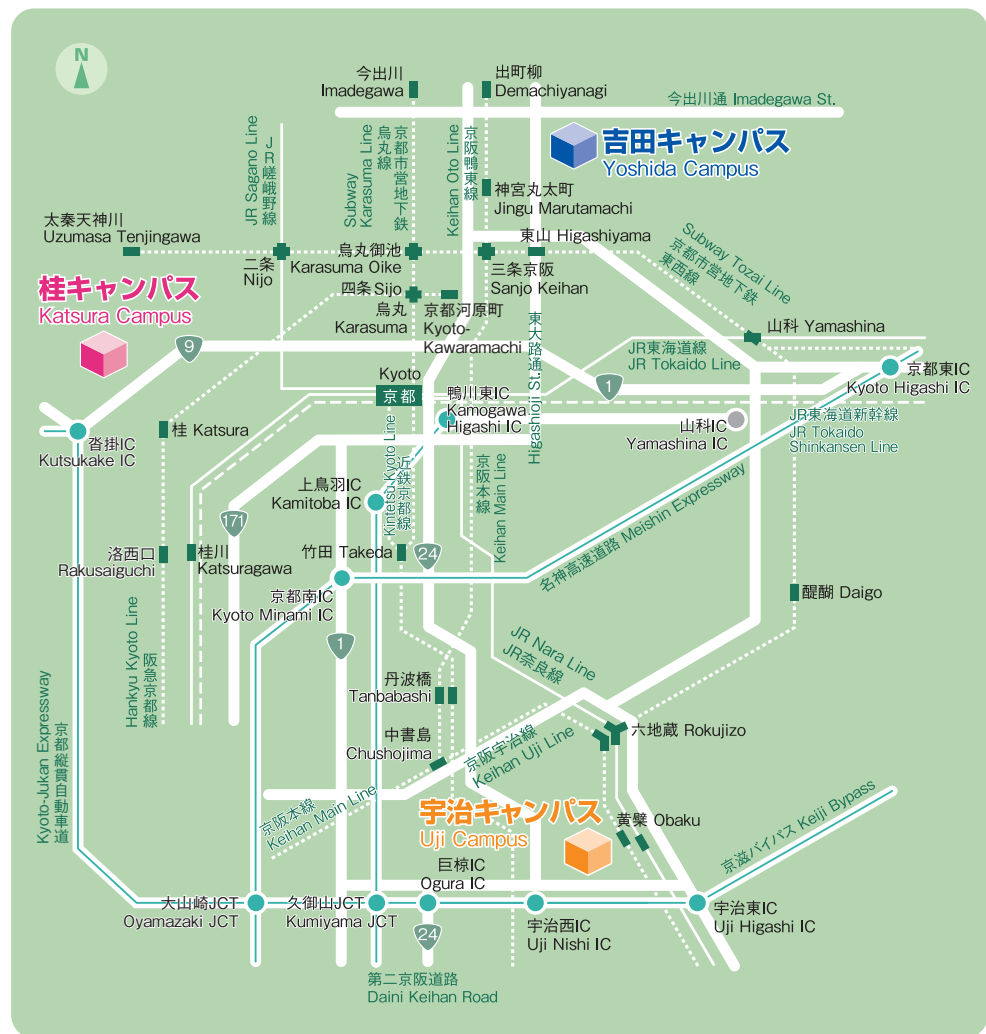 N
今出川
Imadegawa
出町柳
Demachiyanagi
今出川通 Imadegawa St.
吉田キャンパス
Yoshida Campus
JR Sagano Line
JR嵯峨野線
Subway
Karasuma Line
烏丸線
京都市営地下鉄
Keihan Oto Line
京阪鴨東線
神宮丸太町
Jingu Marutamachi
太秦天神川
Uzumasa Tenjingawa
二条
Nijo
烏丸御池
Karasuma Oike
東山 Higashiyama
三条京阪
Sanjo Keihan
Subway Tozai Line
京都市営地下鉄
東西線
桂キャンパス
Katsura Campus
四条 Sijo
烏丸
Karasuma
京都河原町
Kyoto-
Kawaramachi
東大路通
Higashioji St.
山科 Yamashina
9
JR東海道線
JR Tokaido Line
1
京都東IC
Kyoto Higashi IC
Kyoto
京都
鴨川東IC
Kamogawa
Higashi IC
山科IC
Yamashina IC
JR東海道新幹線
JR Tokaido
Shinkansen Line
沓掛IC
Kutsukake IC
桂 Katsura
Kintetsu Kyoto Line
近鉄京都線
京阪本線
Keihan Main Line
上鳥羽IC
Kamitoba IC
名神高速道路 Meishin Expressway
171
洛西口
Rakusaiguchi
桂川
Katsuragawa
竹田 Takeda
24
京都南IC
Kyoto Minami IC
醍醐 Daigo
1
JR Nara Line
JR奈良線
Hankyu Kyoto Line
阪急京都線
丹波橋
Tanbabashi
中書島
Chushojima
京阪宇治線
Keihan Uji Line
六地蔵 Rokujizo
Kyoto-Jukan Expressway
京都縦貫自動車道
京阪本線
Keihan Main Line
宇治キャンパス
Uji Campus
黄檗 Obaku
京滋バイパス Keiji Bypass
巨椋IC
Ogura IC
大山崎JCT
Oyamazaki JCT
久御山JCT
Kumiyama JCT
宇治西IC
Uji Nishi IC
宇治東IC
Uji Higashi IC
24
第二京阪道路
Daini Keihan Road